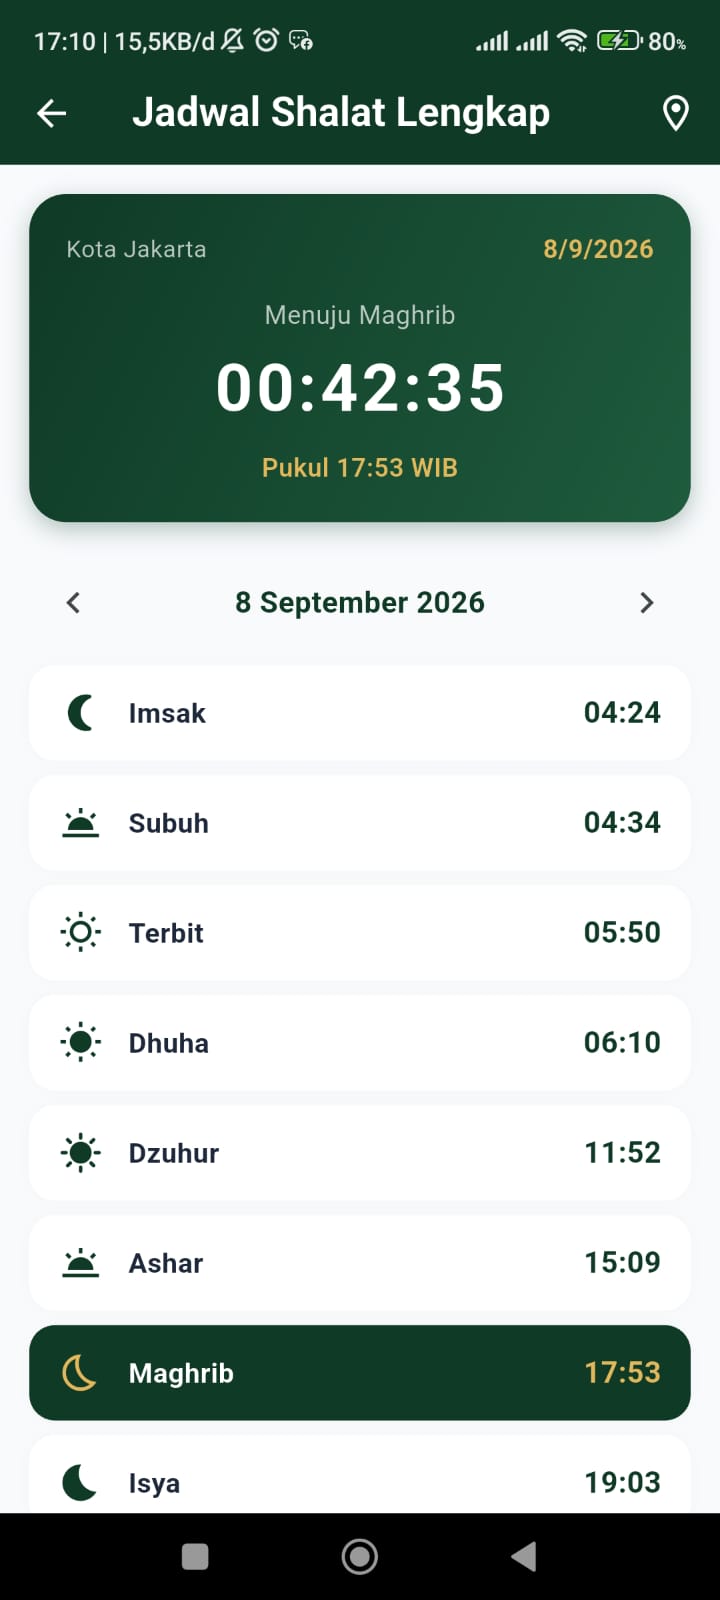 17:10 | 15,5KB/d 80%
Jadwal Shalat Lengkap
Kota Jakarta 8/9/2026
Menuju Maghrib
00:42:35
Pukul 17:53 WIB
8 September 2026
Imsak 04:24
Subuh 04:34
Terbit 05:50
Dhuha 06:10
Dzuhur 11:52
Ashar 15:09
Maghrib 17:53
Isya 19:03